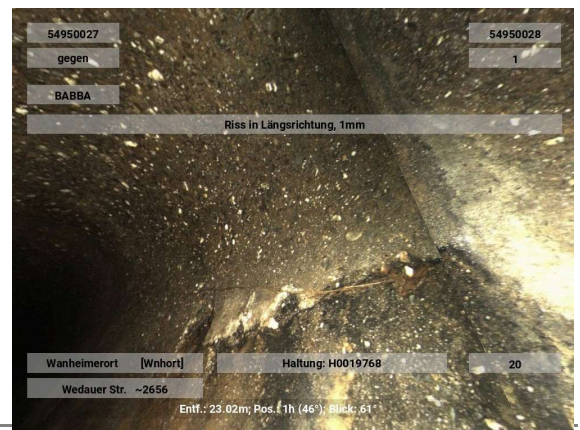 54950027 54950028
gegen 1
BABBA
Riss in Längsrichtung, 1mm
Wanheimerort [Wnhort] Haltung: H0019768 20
Wedauer Str. ~2656
Entf.: 23.02m; Pos.: 1h (46°); Blick: 61°